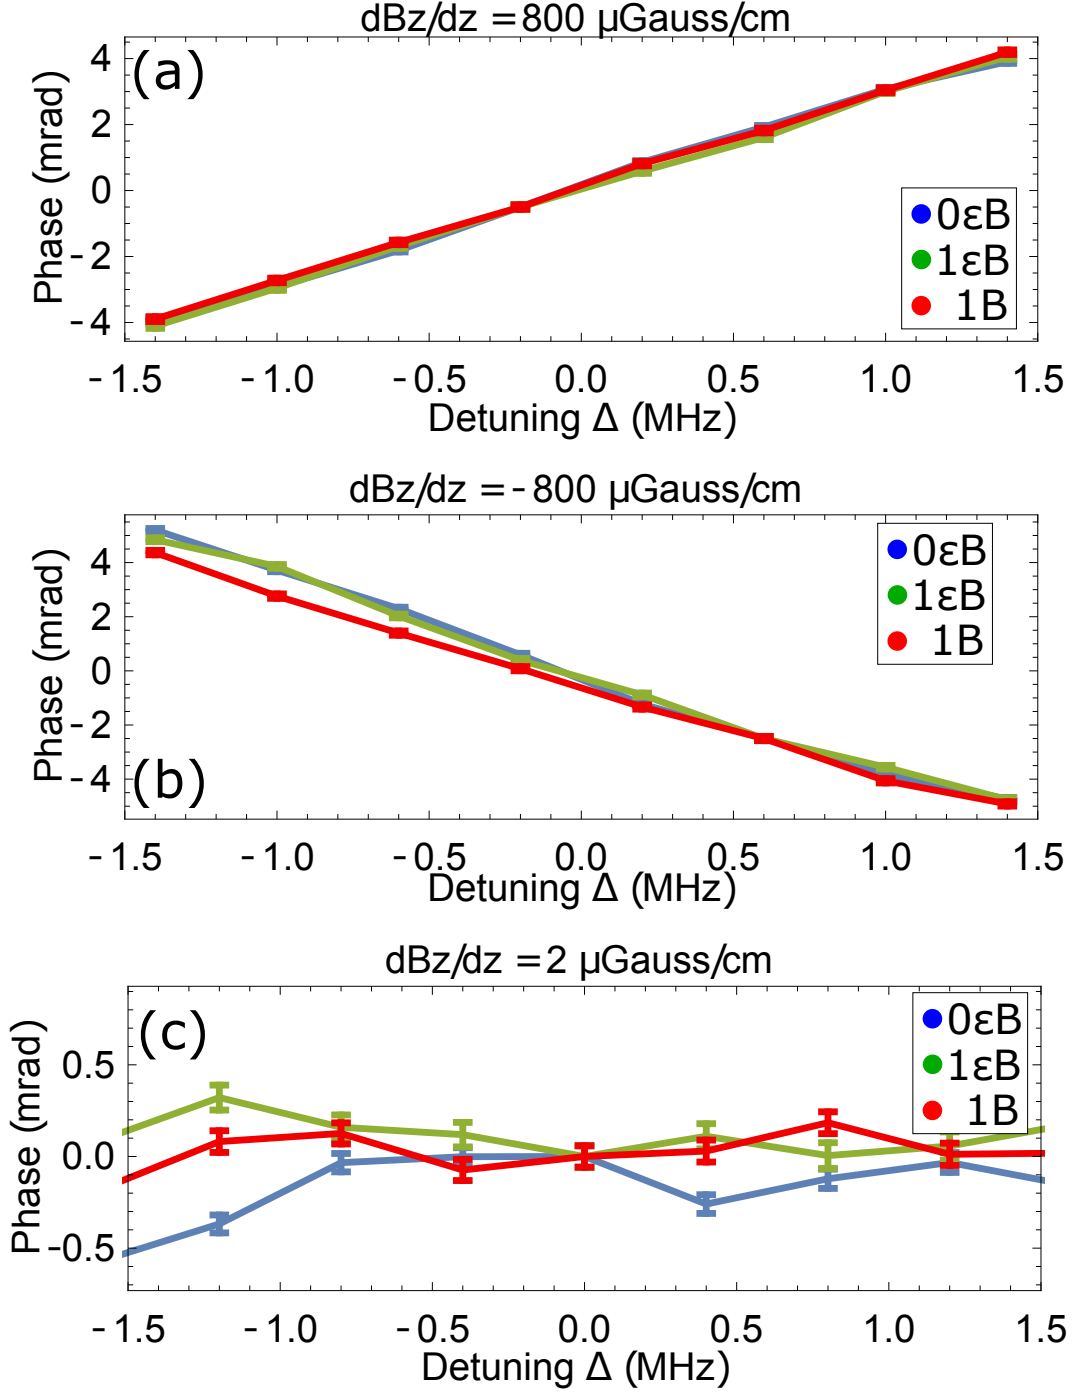 dBz/dz = 800 µGauss/cm
(a)
Phase (mrad)
4
2
0
-2
-4
0εB
1εB
1B
-1.5 -1.0 -0.5 0.0 0.5 1.0 1.5
Detuning Δ (MHz)
dBz/dz = -800 µGauss/cm
(b)
Phase (mrad)
4
2
0
-2
-4
0εB
1εB
1B
-1.5 -1.0 -0.5 0.0 0.5 1.0 1.5
Detuning Δ (MHz)
dBz/dz = 2 µGauss/cm
(c)
Phase (mrad)
0.5
0.0
-0.5
0εB
1εB
1B
-1.5 -1.0 -0.5 0.0 0.5 1.0 1.5
Detuning Δ (MHz)